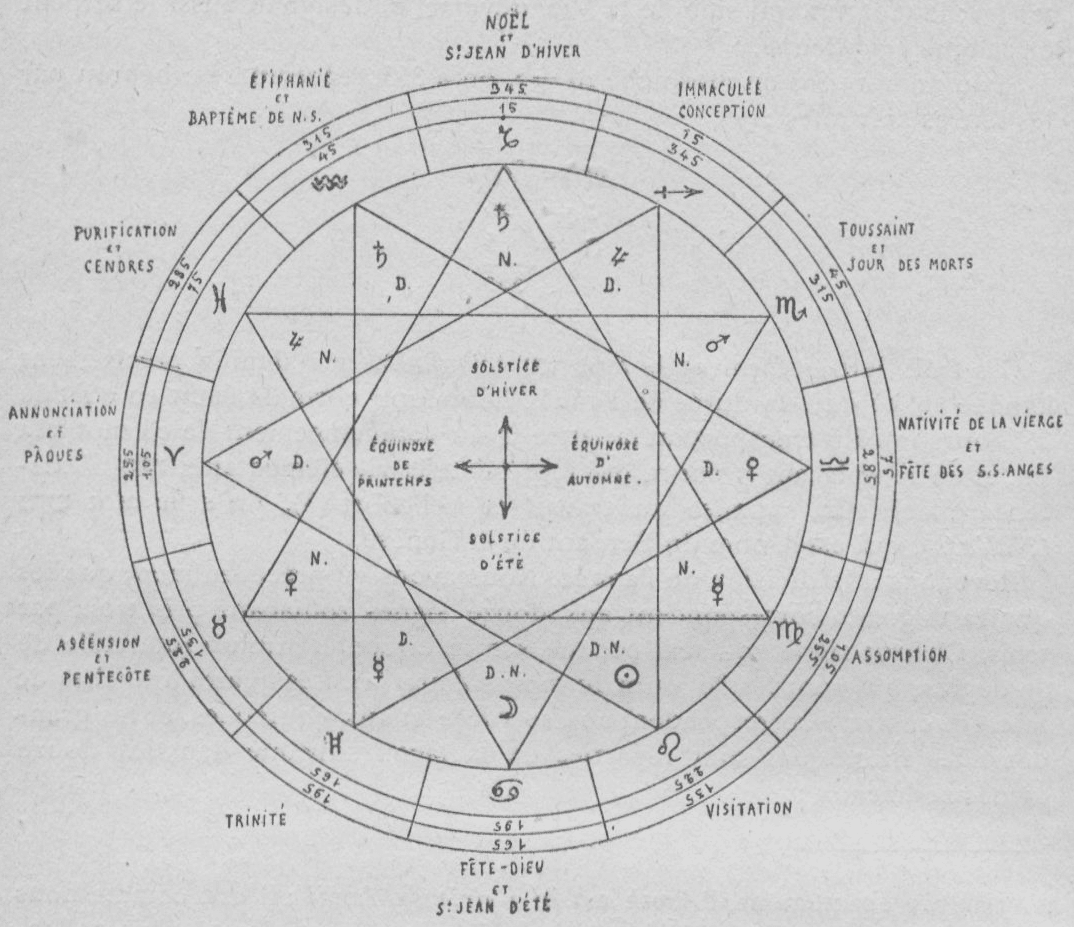 NOËL
ET
S^T JEAN D'HIVER
ÉPIPHANIE
ET
BAPTÈME DE N.S.
IMMACULÉE
CONCEPTION
345
15
♑
315
45
♒
15
345
♐
PURIFICATION
ET
CENDRES
TOUSSAINT
ET
JOUR DES MORTS
285
75
♓
45
315
♏
♄
N.
♄
D.
♃
D.
♃
N.
N.
♂
SOLSTICE
D'HIVER
ANNONCIATION
ET
PÂQUES
255
105
♈
♂ D.
ÉQUINOXE
DE
PRINTEMPS
ÉQUINOXE
D'
AUTOMNE.
D. ♀
♎
285
75
NATIVITÉ DE LA VIERGE
ET
FÊTE DES S.S. ANGES
SOLSTICE
D'ÉTÉ
N.
♀
N.
☿
ASCENSION
ET
PENTECÔTE
225
135
♉
♍
255
105
ASSOMPTION
D.
☿
D.N.
☽
D.N.
☉
♓
165
195
TRINITÉ
♋
195
165
♌
225
135
VISITATION
FÊTE-DIEU
ET
S^T JEAN D'ÉTÉ